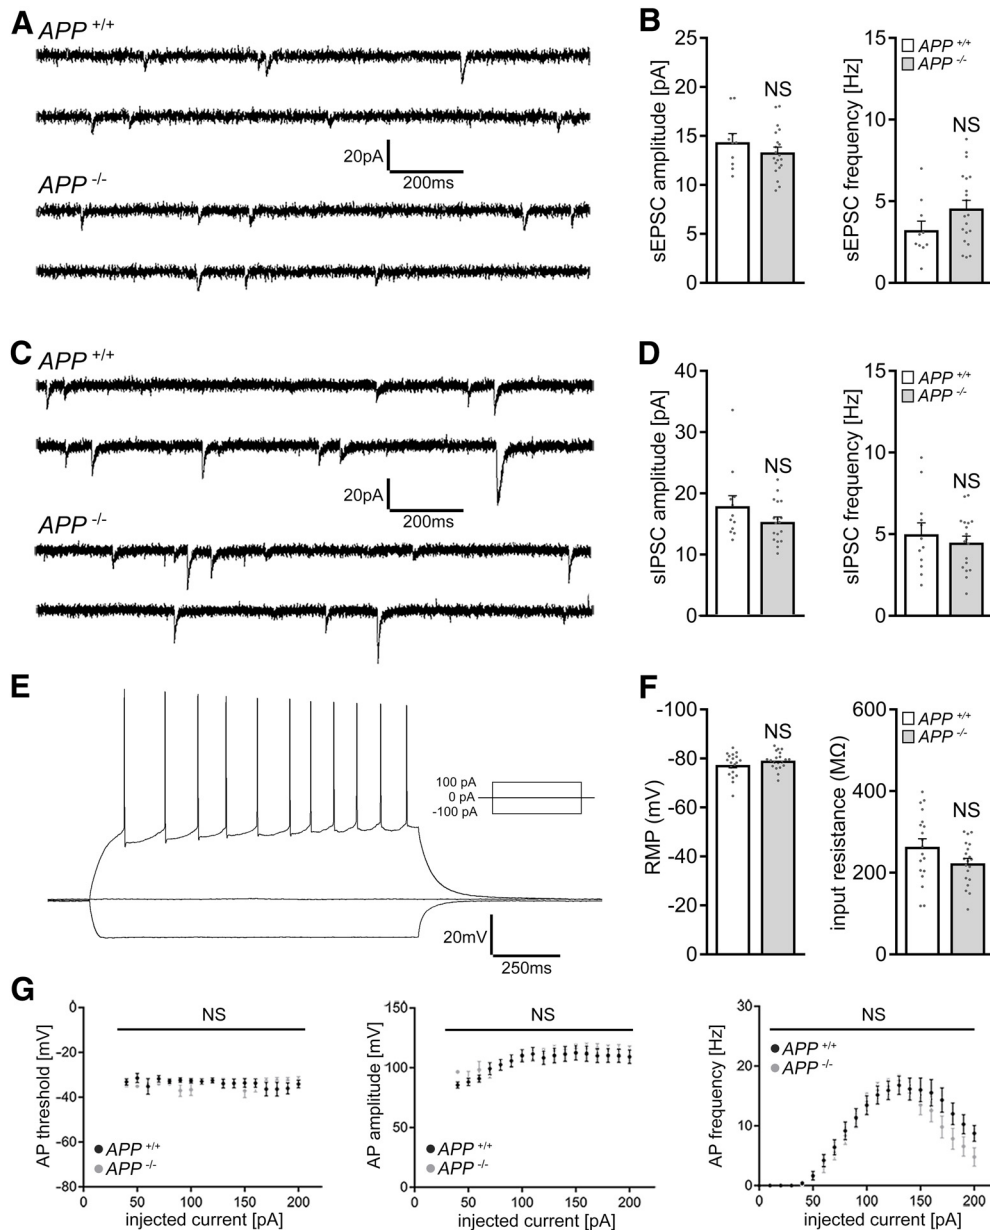 A
APP +/+
20pA
200ms
APP -/-
B
sEPSC amplitude [pA]
25
20
15
10
5
0
NS
sEPSC frequency [Hz]
15
10
5
0
APP +/+
APP -/-
NS
C
APP +/+
20pA
200ms
APP -/-
D
sIPSC amplitude [pA]
40
30
20
10
0
NS
sIPSC frequency [Hz]
15
10
5
0
APP +/+
APP -/-
NS
E
100 pA
0 pA
-100 pA
20mV
250ms
F
RMP (mV)
-100
-80
-60
-40
-20
0
NS
input resistance (MΩ)
600
400
200
0
APP +/+
APP -/-
NS
G
AP threshold [mV]
0
-20
-40
-60
-80
NS
APP +/+
APP -/-
50 100 150 200
injected current [pA]
AP amplitude [mV]
150
100
50
0
NS
APP +/+
APP -/-
0 50 100 150 200
injected current [pA]
AP frequency [Hz]
30
20
10
0
NS
APP +/+
APP -/-
0 50 100 150 200
injected current [pA]